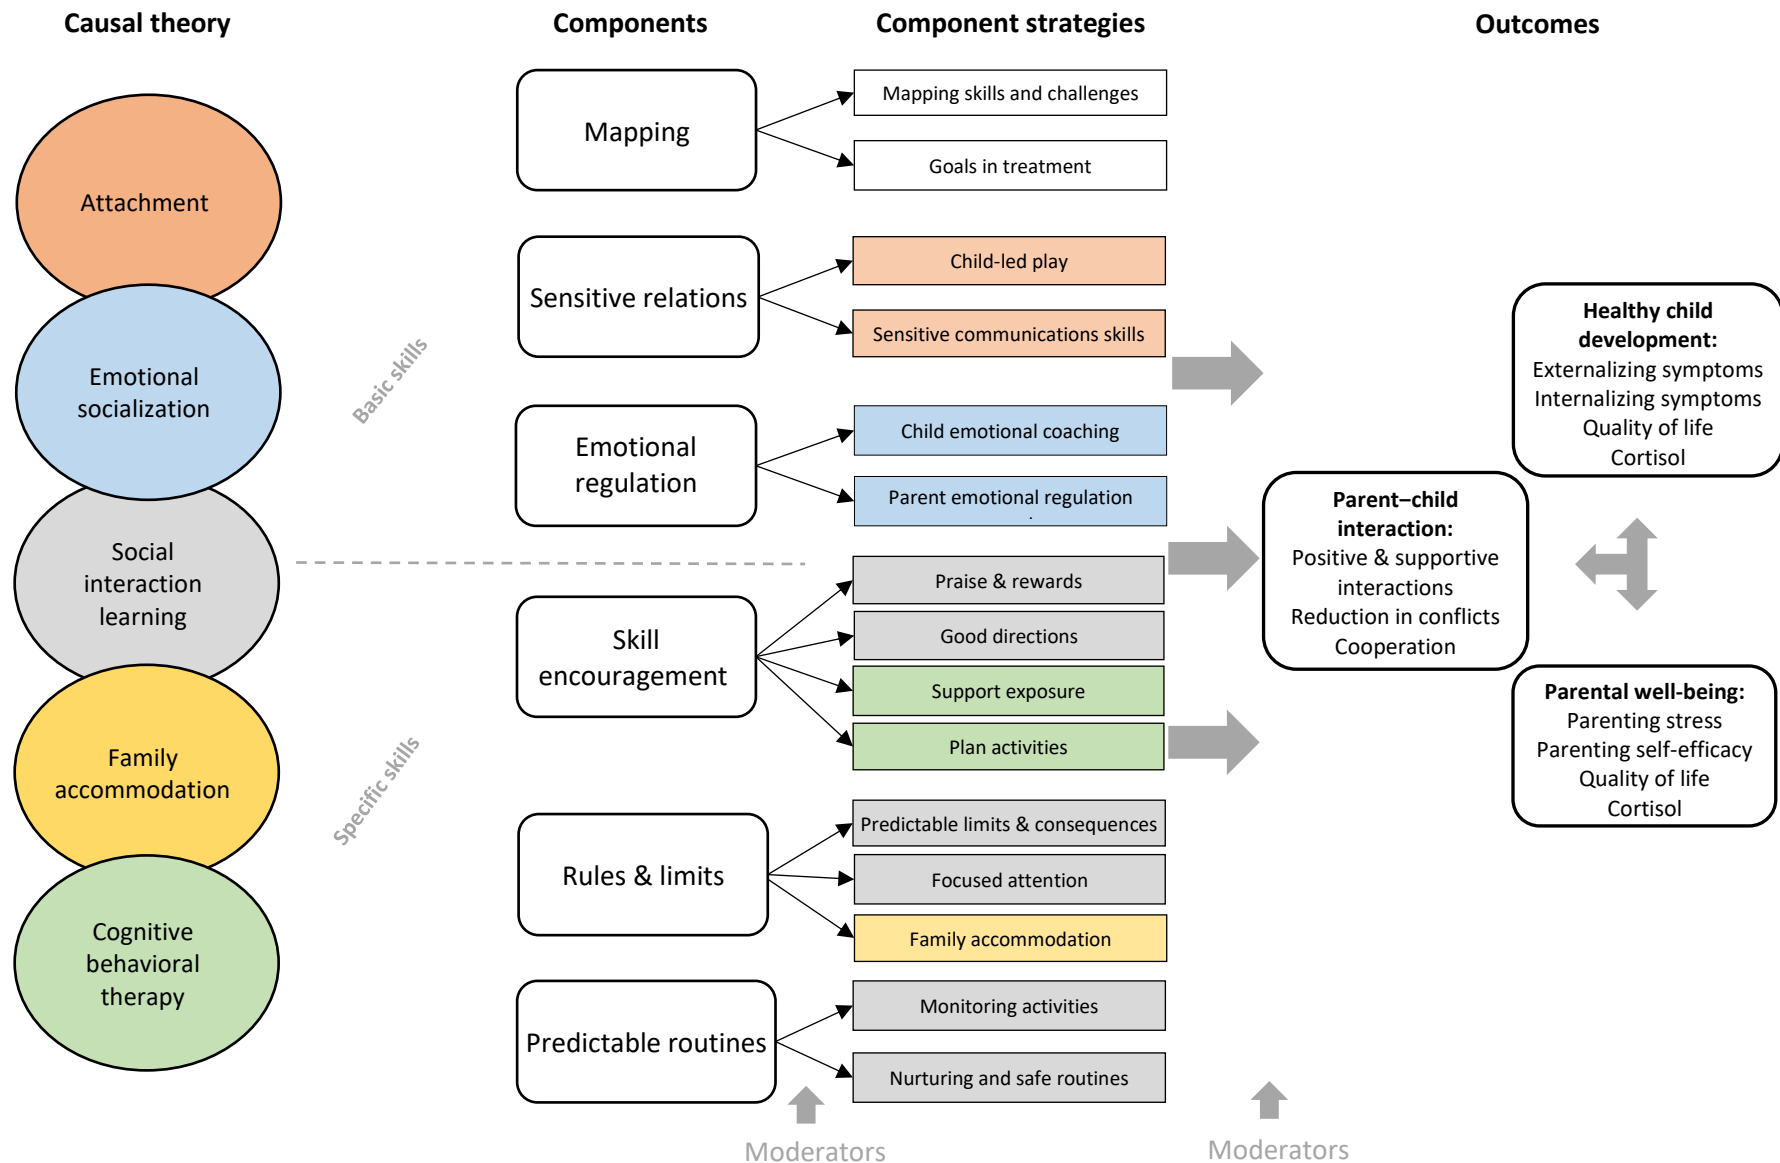 Causal theory
Components
Component strategies
Outcomes
Attachment
Emotional
socialization
Social
interaction
learning
Family
accommodation
Cognitive
behavioral
therapy
Basic skills
Specific skills
Mapping
Mapping skills and challenges
Goals in treatment
Sensitive relations
Child-led play
Sensitive communications skills
Emotional
regulation
Child emotional coaching
Parent emotional regulation
Skill
encouragement
Praise & rewards
Good directions
Support exposure
Plan activities
Rules & limits
Predictable limits & consequences
Focused attention
Family accommodation
Predictable routines
Monitoring activities
Nurturing and safe routines
Moderators
Moderators
Parent–child
interaction:
Positive & supportive
interactions
Reduction in conflicts
Cooperation
Healthy child
development:
Externalizing symptoms
Internalizing symptoms
Quality of life
Cortisol
Parental well-being:
Parenting stress
Parenting self-efficacy
Quality of life
Cortisol